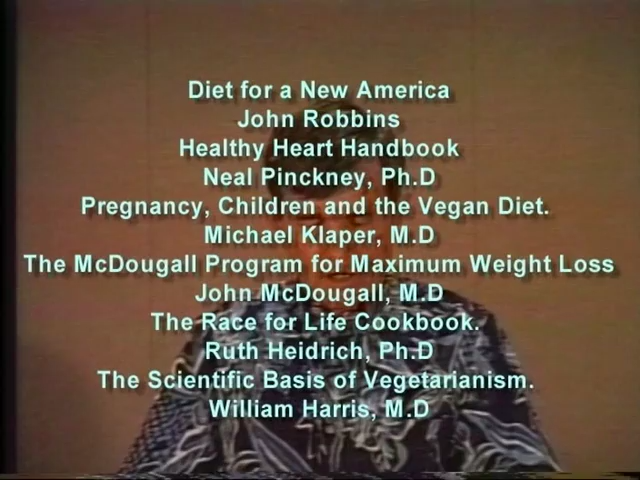 Diet for a New America
John Robbins
Healthy Heart Handbook
Neal Pinckney, Ph.D
Pregnancy, Children and the Vegan Diet.
Michael Klaper, M.D
The McDougall Program for Maximum Weight Loss
John McDougall, M.D
The Race for Life Cookbook.
Ruth Heidrich, Ph.D
The Scientific Basis of Vegetarianism.
William Harris, M.D